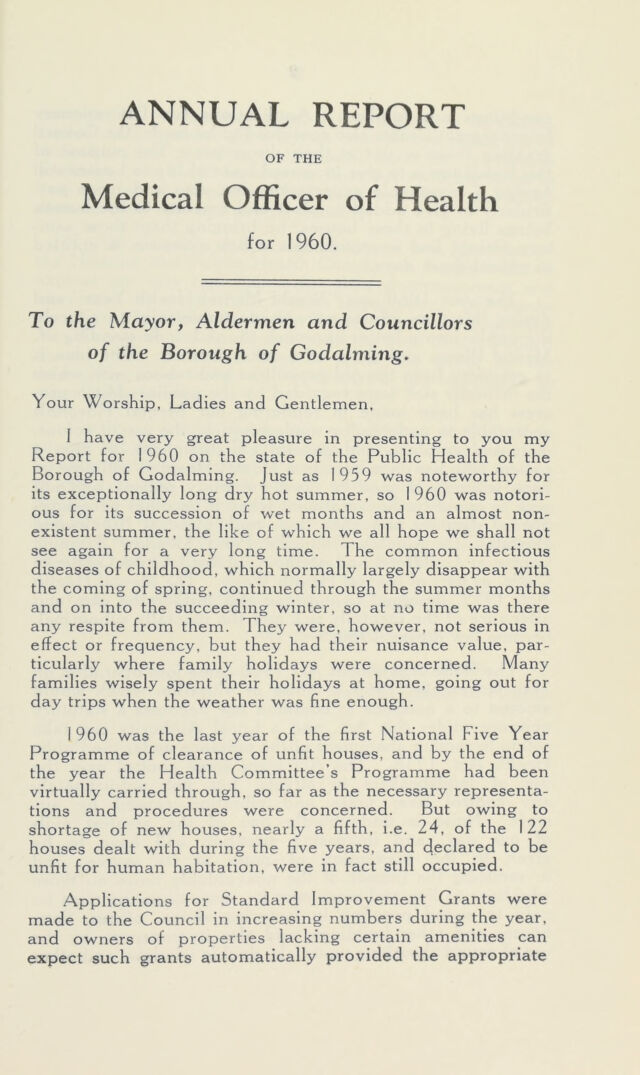 ANNUAL REPORT
OF THE
Medical Officer of Health
for 1960.
To the Mayor, Aldermen and Councillors
of the Borough of Godalming.
Your Worship, Ladies and Gentlemen,
I have very great pleasure in presenting to you my
Report for 1960 on the state of the Public Health of the
Borough of Godalming. Just as 1959 was noteworthy for
its exceptionally long dry hot summer, so 1960 was notori-
ous for its succession of wet months and an almost non-
existent summer, the like of which we all hope we shall not
see again for a very long time. The common infectious
diseases of childhood, which normally largely disappear with
the coming of spring, continued through the summer months
and on into the succeeding winter, so at no time was there
any respite from them. They were, however, not serious in
effect or frequency, but they had their nuisance value, par-
ticularly where family holidays were concerned. Many
families wisely spent their holidays at home, going out for
day trips when the weather was fine enough.
1960 was the last year of the first National Five Year
Programme of clearance of unfit houses, and by the end of
the year the Health Committee's Programme had been
virtually carried through, so far as the necessary representa-
tions and procedures were concerned. But owing to
shortage of new houses, nearly a fifth, i.e. 24, of the 122
houses dealt with during the five years, and declared to be
unfit for human habitation, were in fact still occupied.
Applications for Standard Improvement Grants were
made to the Council in increasing numbers during the year,
and owners of properties lacking certain amenities can
expect such grants automatically provided the appropriate